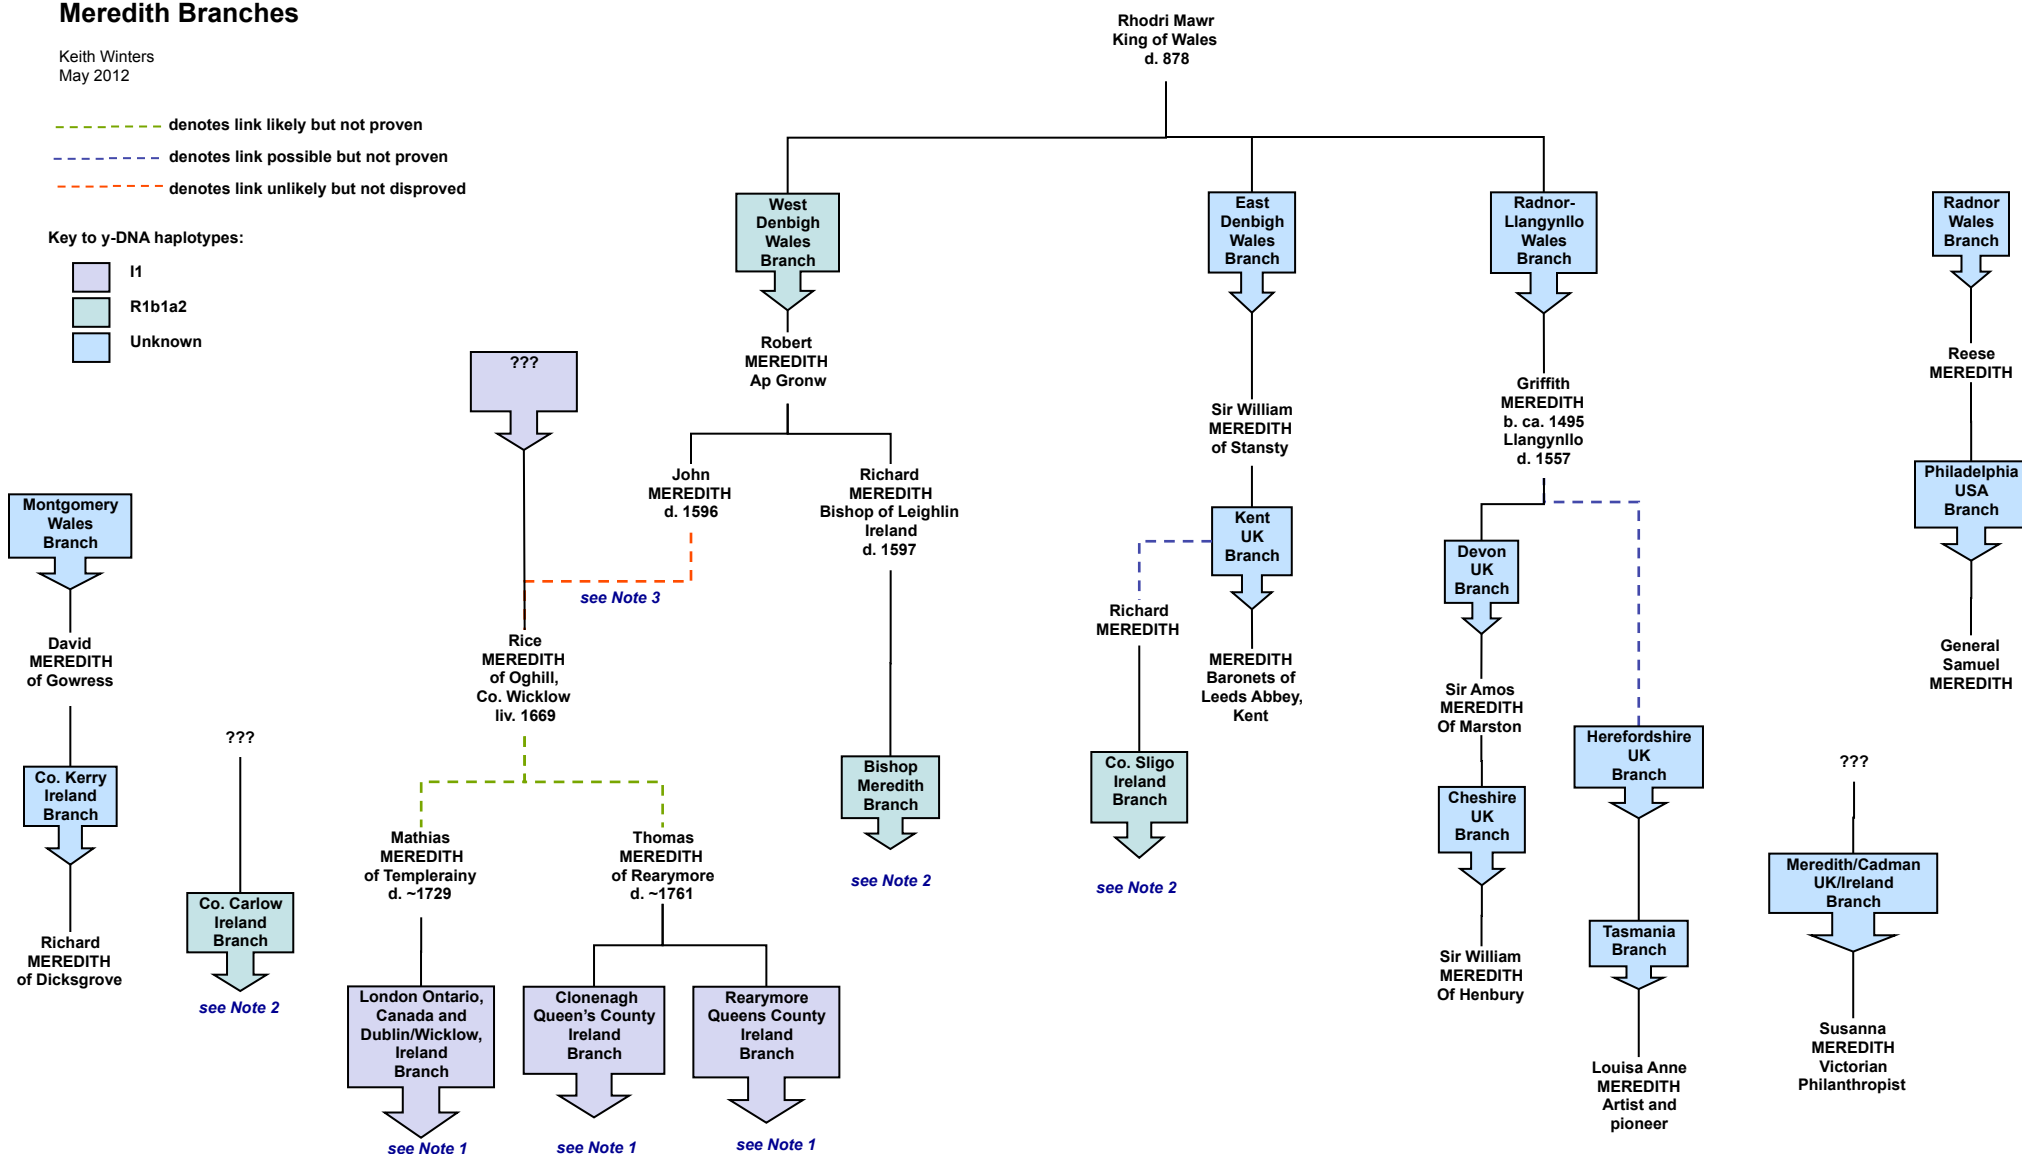 Meredith Branches
Keith Winters
May 2012
denotes link likely but not proven
denotes link possible but not proven
denotes link unlikely but not disproved
Key to y-DNA haplotypes:
I1
R1b1a2
Unknown
Rhodri Mawr
King of Wales
d. 878
West
Denbigh
Wales
Branch
East
Denbigh
Wales
Branch
Radnor-
Llangynllo
Wales
Branch
Radnor
Wales
Branch
Robert
MEREDITH
Ap Gronw
???
Reese
MEREDITH
Griffith
MEREDITH
b. ca. 1495
Llangynllo
d. 1557
Sir William
MEREDITH
of Stansty
John
MEREDITH
d. 1596
Richard
MEREDITH
Bishop of Leighlin
Ireland
d. 1597
Philadelphia
USA
Branch
Montgomery
Wales
Branch
Kent
UK
Branch
Devon
UK
Branch
see Note 3
Richard
MEREDITH
David
MEREDITH
of Gowress
Rice
MEREDITH
of Oghill,
Co. Wicklow
liv. 1669
MEREDITH
Baronets of
Leeds Abbey,
Kent
General
Samuel
MEREDITH
Sir Amos
MEREDITH
Of Marston
???
Herefordshire
UK
Branch
Co. Kerry
Ireland
Branch
Bishop
Meredith
Branch
Co. Sligo
Ireland
Branch
???
Cheshire
UK
Branch
Mathias
MEREDITH
of Templerainy
d. ~1729
Thomas
MEREDITH
of Rearymore
d. ~1761
see Note 2
see Note 2
Meredith/Cadman
UK/Ireland
Branch
Co. Carlow
Ireland
Branch
Richard
MEREDITH
of Dicksgrove
Tasmania
Branch
Sir William
MEREDITH
Of Henbury
see Note 2
London Ontario,
Canada and
Dublin/Wicklow,
Ireland
Branch
Clonenagh
Queen's County
Ireland
Branch
Rearymore
Queens County
Ireland
Branch
Susanna
MEREDITH
Victorian
Philanthropist
Louisa Anne
MEREDITH
Artist and
pioneer
see Note 1
see Note 1
see Note 1